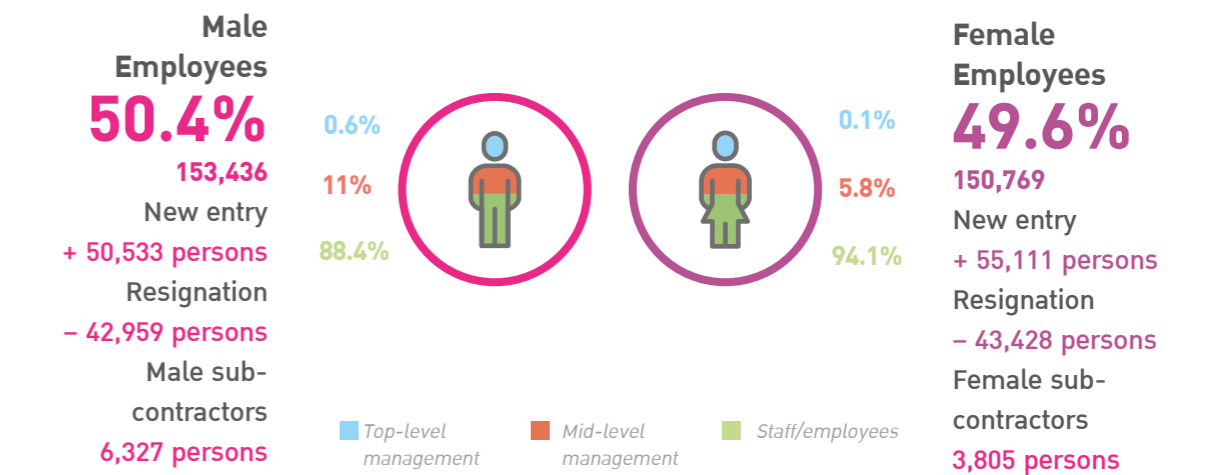 Male
Employees
50.4%
153,436
New entry
+ 50,533 persons
Resignation
– 42,959 persons
Male sub-
contractors
6,327 persons
0.6%
11%
88.4%
0.1%
5.8%
94.1%
Female
Employees
49.6%
150,769
New entry
+ 55,111 persons
Resignation
– 43,428 persons
Female sub-
contractors
3,805 persons
Top-level
management
Mid-level
management
Staff/employees